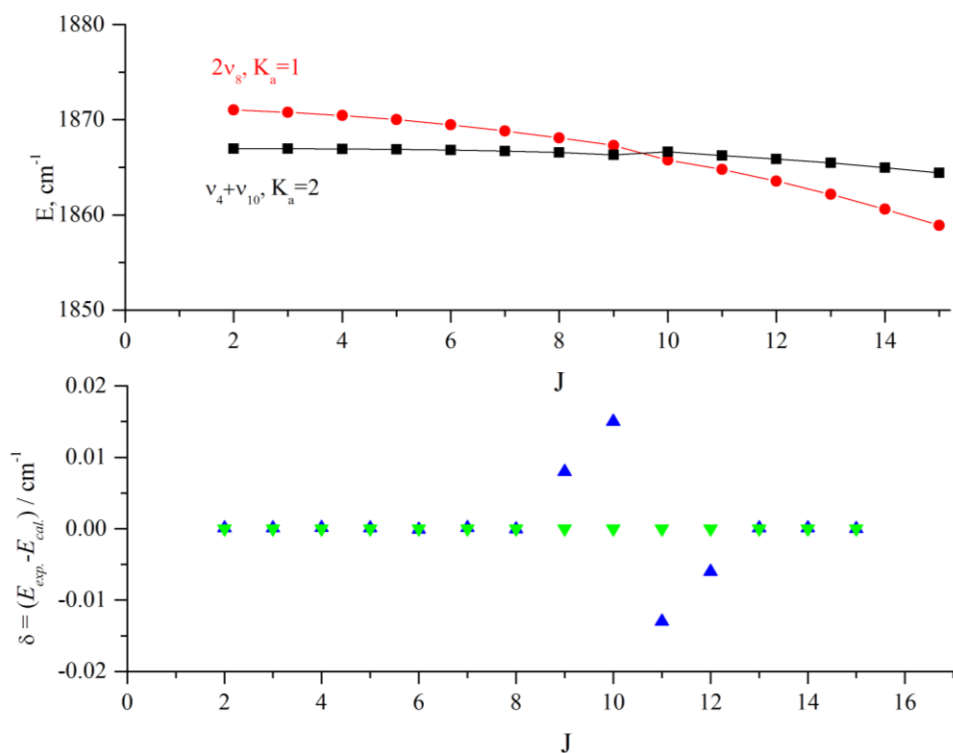 1880
1870
1860
1850
E, cm⁻¹
2ν₈, Kₐ=1
ν₄+ν₁₀, Kₐ=2
0 2 4 6 8 10 12 14
J
0.02
0.01
0.00
-0.01
-0.02
δ = (E_exp.-E_cal.) / cm⁻¹
0 2 4 6 8 10 12 14 16
J